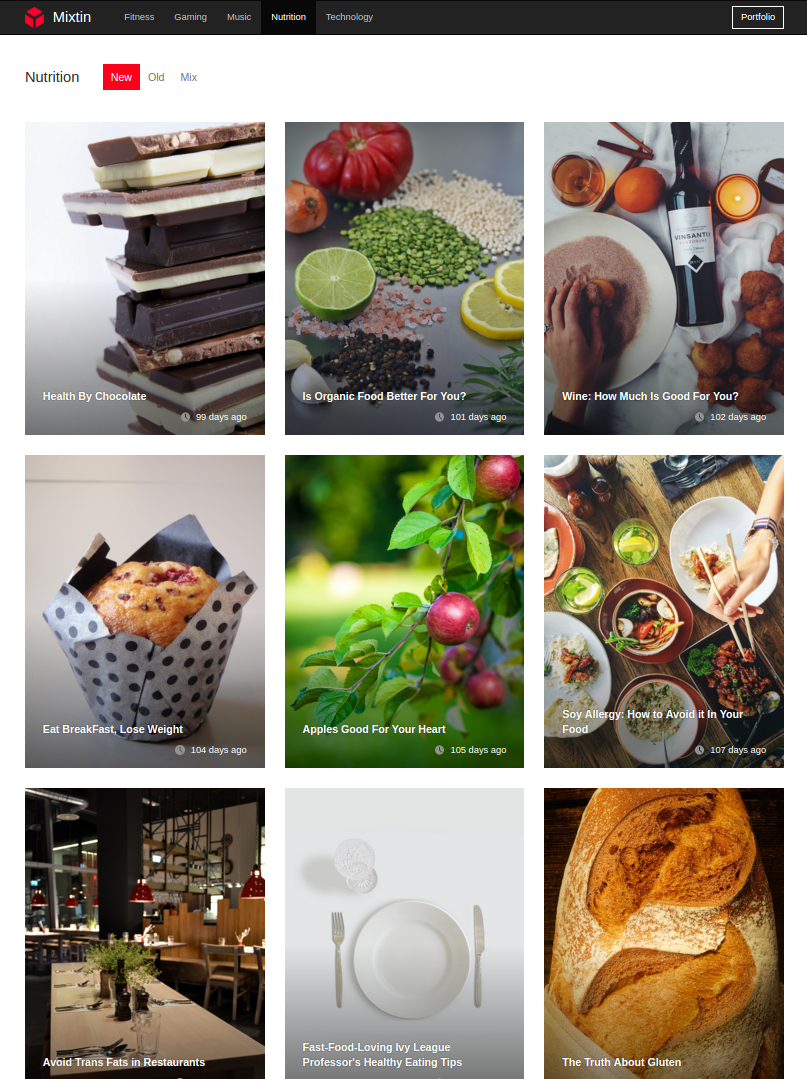 Mixtin
Fitness
Gaming
Music
Nutrition
Technology
Portfolio
Nutrition
New
Old
Mix
VINSANTO
Health By Chocolate
99 days ago
Is Organic Food Better For You?
101 days ago
Wine: How Much Is Good For You?
102 days ago
Eat BreakFast, Lose Weight
104 days ago
Apples Good For Your Heart
105 days ago
Soy Allergy: How to Avoid it In Your
Food
107 days ago
Avoid Trans Fats in Restaurants
Fast-Food-Loving Ivy League
Professor's Healthy Eating Tips
The Truth About Gluten